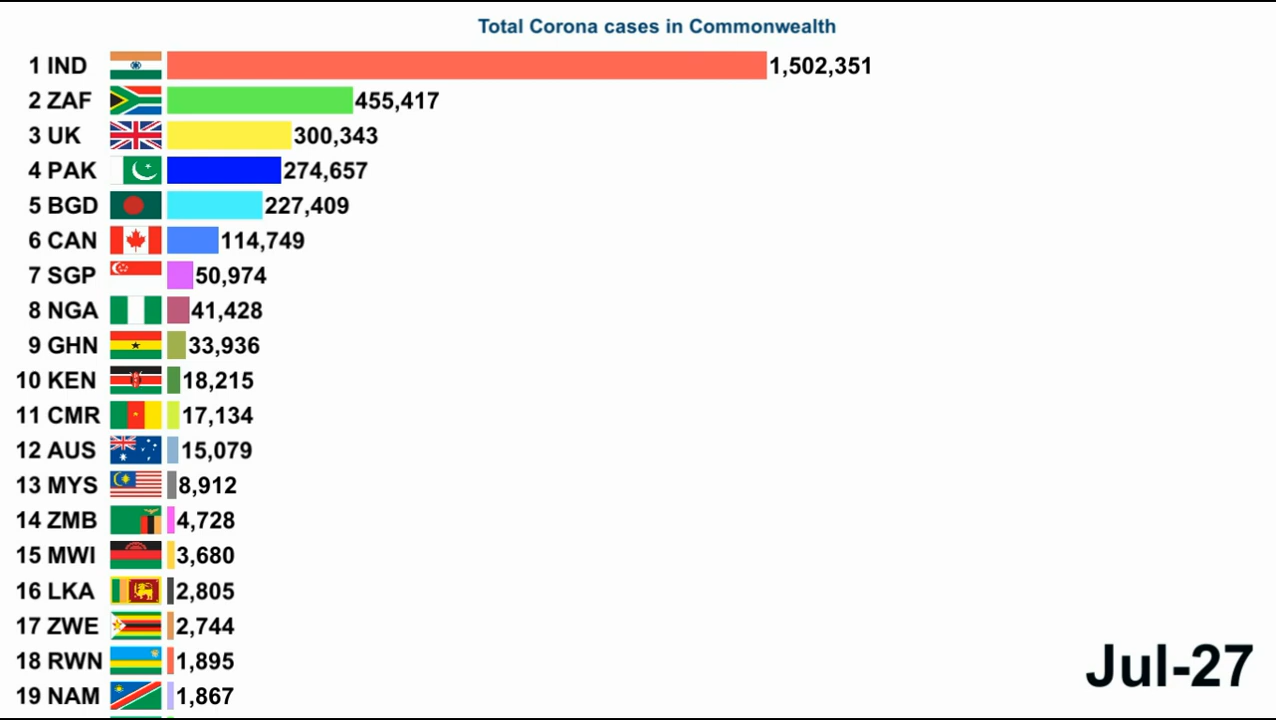 Total Corona cases in Commonwealth
1 IND 1,502,351
2 ZAF 455,417
3 UK 300,343
4 PAK 274,657
5 BGD 227,409
6 CAN 114,749
7 SGP 50,974
8 NGA 41,428
9 GHN 33,936
10 KEN 18,215
11 CMR 17,134
12 AUS 15,079
13 MYS 8,912
14 ZMB 4,728
15 MWI 3,680
16 LKA 2,805
17 ZWE 2,744
18 RWN 1,895
19 NAM 1,867
Jul-27